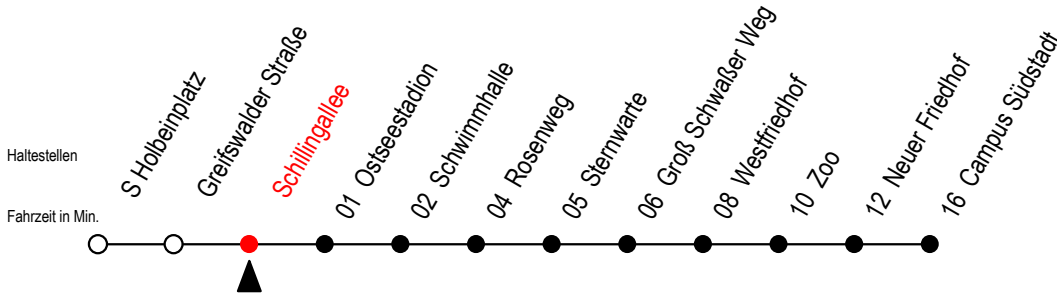 Haltestellen
Fahrzeit in Min.
S Holbeinplatz
Greifswalder Straße
Schillingallee
01 Ostseestadion
02 Schwimmhalle
04 Rosenweg
05 Sternwarte
06 Groß Schwaßer Weg
08 Westfriedhof
10 Zoo
12 Neuer Friedhof
16 Campus Südstadt